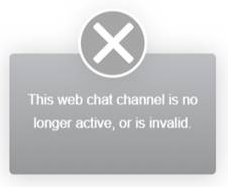 This web chat channel is no
longer active, or is invalid.